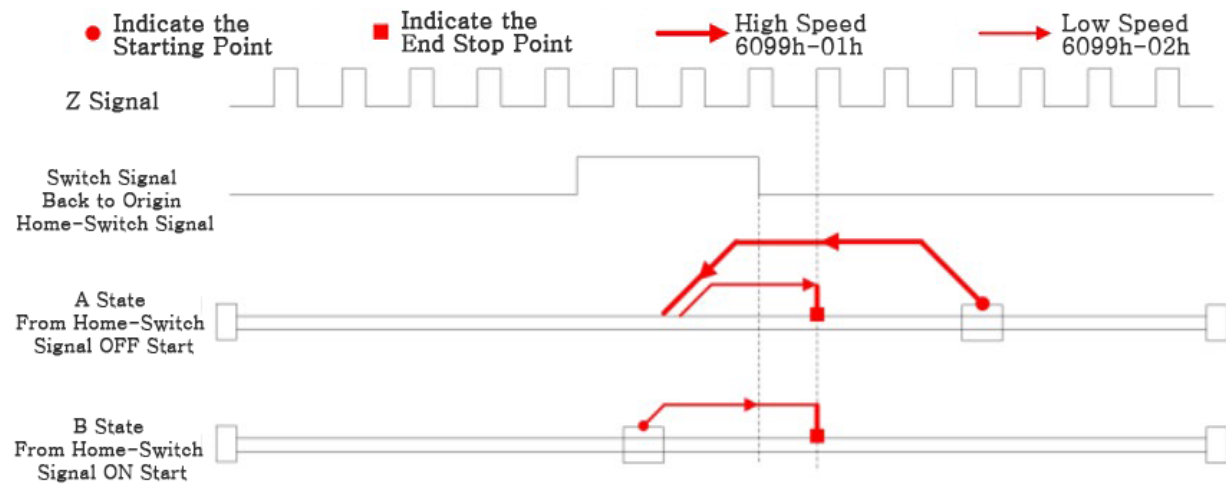 Indicate the
Starting Point
Indicate the
End Stop Point
High Speed
6099h-01h
Low Speed
6099h-02h
Z Signal
Switch Signal
Back to Origin
Home-Switch Signal
A State
From Home-Switch
Signal OFF Start
B State
From Home-Switch
Signal ON Start